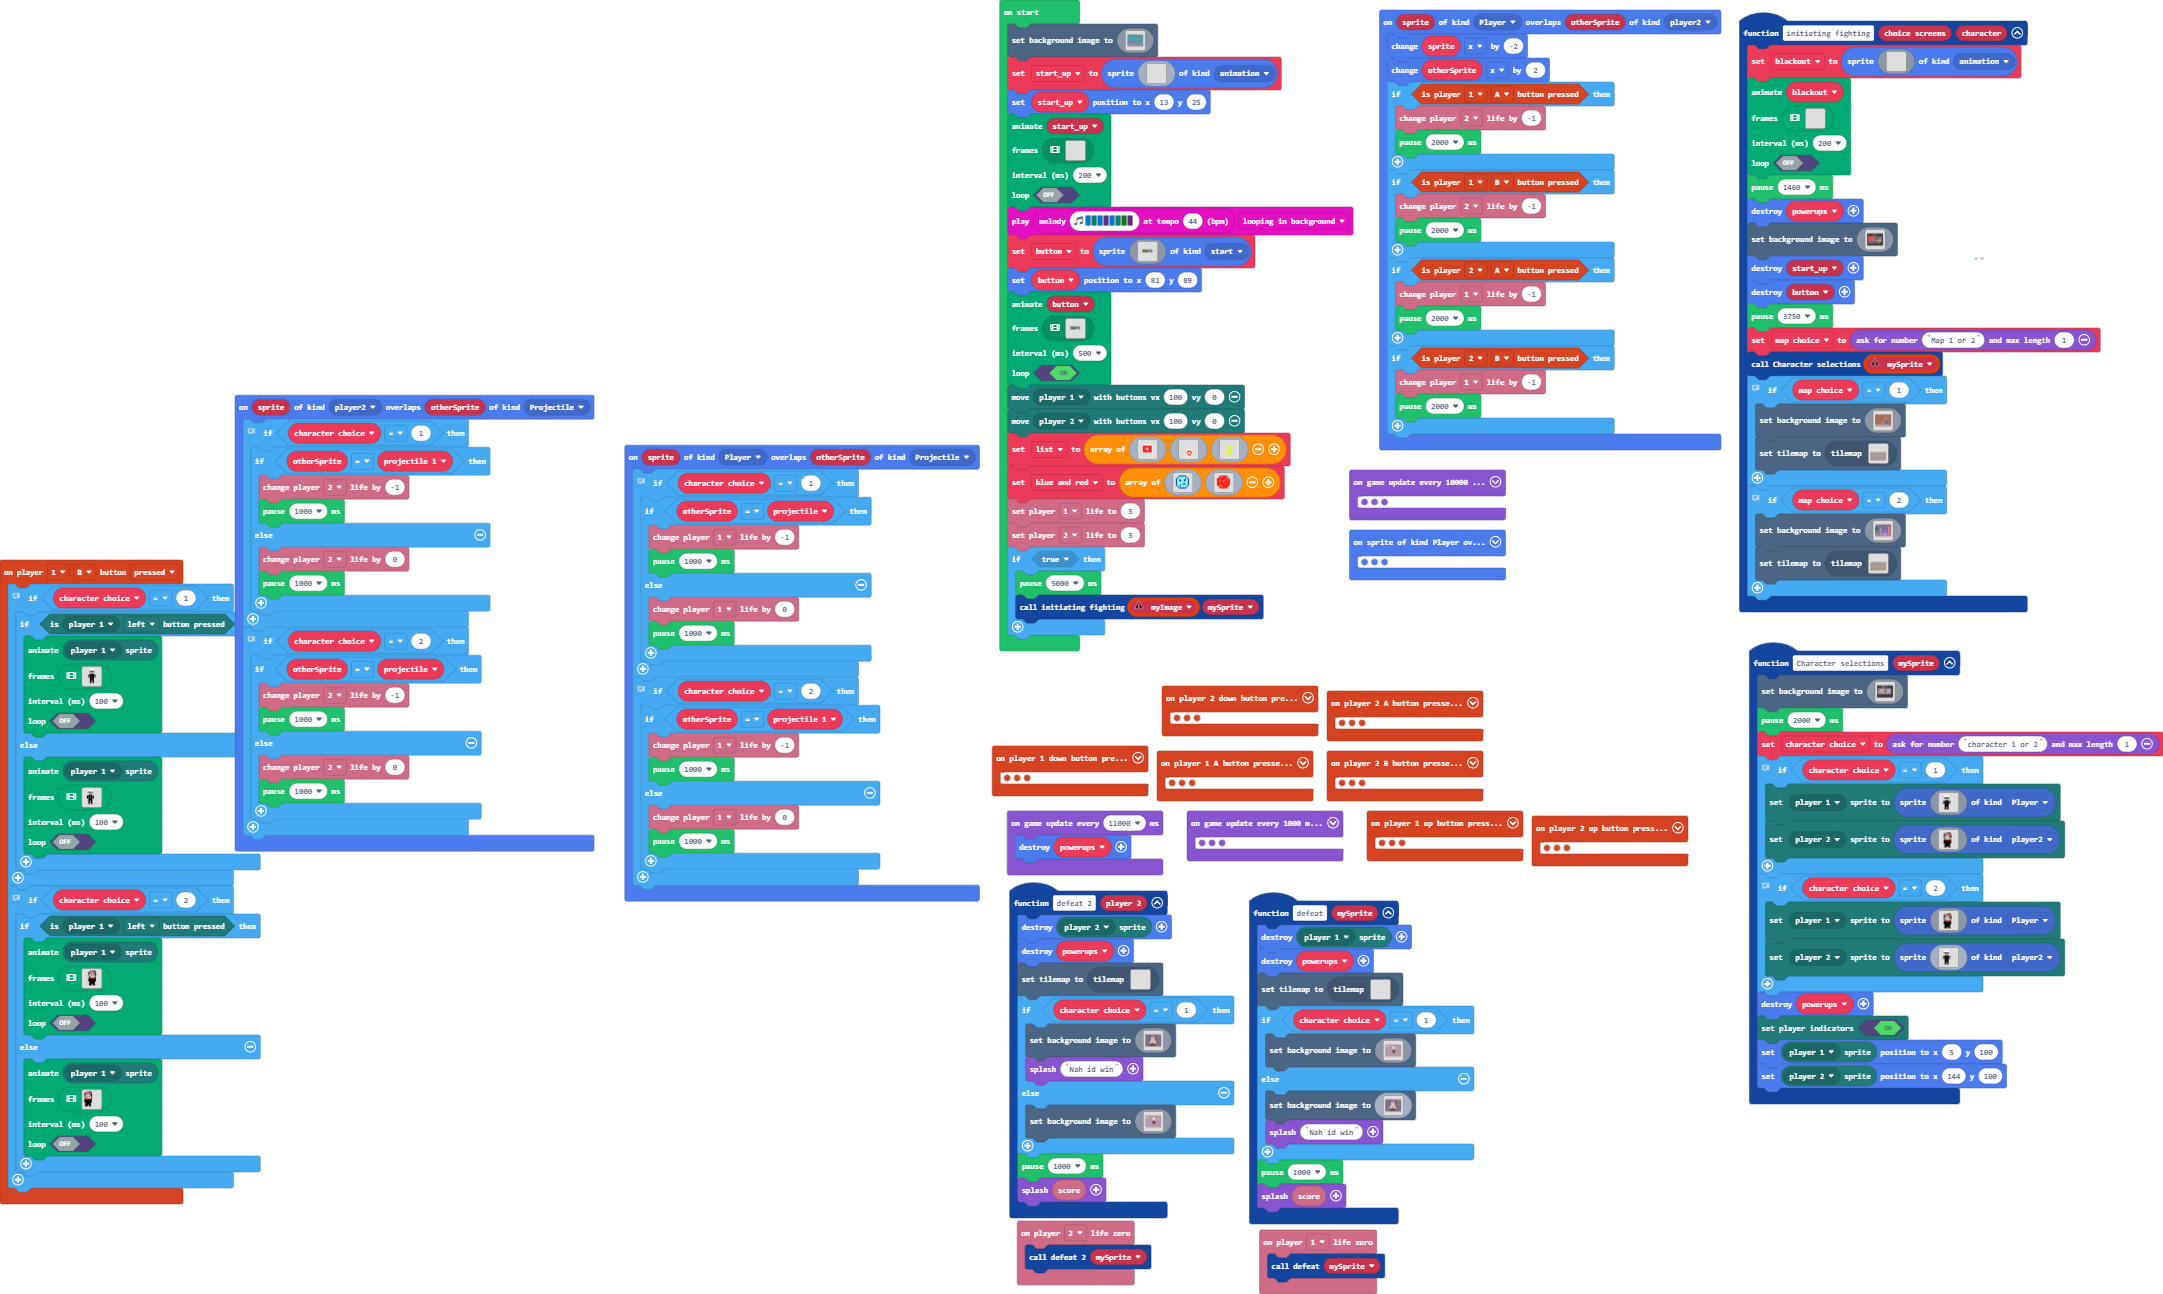 on player 1 B button pressed
if character choice = 1 then
if is player 1 left button pressed
animate player 1 sprite
frames
interval (ms) 100
loop OFF
else
animate player 1 sprite
frames
interval (ms) 100
loop OFF
if character choice = 2 then
if is player 1 left button pressed then
animate player 1 sprite
frames
interval (ms) 100
loop OFF
else
animate player 1 sprite
frames
interval (ms) 100
loop OFF
on sprite of kind player2 overlaps otherSprite of kind Projectile
if character choice = 1 then
if otherSprite = projectile 1 then
change player 2 life by -1
pause 1000 ms
else
change player 2 life by 0
pause 1000 ms
if character choice = 2 then
if otherSprite = projectile then
change player 2 life by -1
pause 1000 ms
else
change player 2 life by 0
pause 1000 ms
on sprite of kind Player overlaps otherSprite of kind Projectile
if character choice = 1 then
if otherSprite = projectile then
change player 1 life by -1
pause 1000 ms
else
change player 1 life by 0
pause 1000 ms
if character choice = 2 then
if otherSprite = projectile 1 then
change player 1 life by -1
pause 1000 ms
else
change player 1 life by 0
pause 1000 ms
on start
set background image to
set start_up to sprite of kind animation
set start_up position to x 13 y 25
animate start_up
frames
interval (ms) 200
loop OFF
play melody at tempo 44 (bpm) looping in background
set button to sprite of kind start
set button position to x 81 y 89
animate button
frames
interval (ms) 500
loop ON
move player 1 with buttons vx 100 vy 0
move player 2 with buttons vx 100 vy 0
set list to array of
set blue and red to array of
set player 1 life to 5
set player 2 life to 5
if true then
pause 5000 ms
call initiating fighting myImage mySprite
on sprite of kind Player overlaps otherSprite of kind player2
change sprite x by -2
change otherSprite x by 2
if is player 1 A button pressed then
change player 2 life by -1
pause 2000 ms
if is player 1 B button pressed then
change player 2 life by -1
pause 2000 ms
if is player 2 A button pressed then
change player 1 life by -1
pause 2000 ms
if is player 2 B button pressed then
change player 1 life by -1
pause 2000 ms
on game update every 10000 ...
on sprite of kind Player ov...
on player 2 down button pre...
on player 2 A button presse...
on player 1 down button pre...
on player 1 A button presse...
on player 2 B button presse...
on game update every 11000 ms
destroy powerups
on game update every 1000 m...
on player 1 up button press...
on player 2 up button press...
function defeat 2 player 2
destroy player 2 sprite
destroy powerups
set tilemap to tilemap
if character choice = 1 then
set background image to
splash "Nah id win"
else
set background image to
pause 1000 ms
splash score
on player 2 life zero
call defeat 2 mySprite
function defeat mySprite
destroy player 1 sprite
destroy powerups
set tilemap to tilemap
if character choice = 1 then
set background image to
else
set background image to
splash "Nah id win"
pause 1000 ms
splash score
on player 1 life zero
call defeat mySprite
function initiating fighting choice screens character
set blackout to sprite of kind animation
animate blackout
frames
interval (ms) 200
loop OFF
pause 1460 ms
destroy powerups
set background image to
destroy start_up
destroy button
pause 3750 ms
set map choice to ask for number "Map 1 or 2" and max length 1
call Character selections mySprite
if map choice = 1 then
set background image to
set tilemap to tilemap
if map choice = 2 then
set background image to
set tilemap to tilemap
function Character selections mySprite
set background image to
pause 2000 ms
set character choice to ask for number "character 1 or 2" and max length 1
if character choice = 1 then
set player 1 sprite to sprite of kind Player
set player 2 sprite to sprite of kind player2
if character choice = 2 then
set player 1 sprite to sprite of kind Player
set player 2 sprite to sprite of kind player2
destroy powerups
set player indicators ON
set player 1 sprite position to x 5 y 100
set player 2 sprite position to x 144 y 100